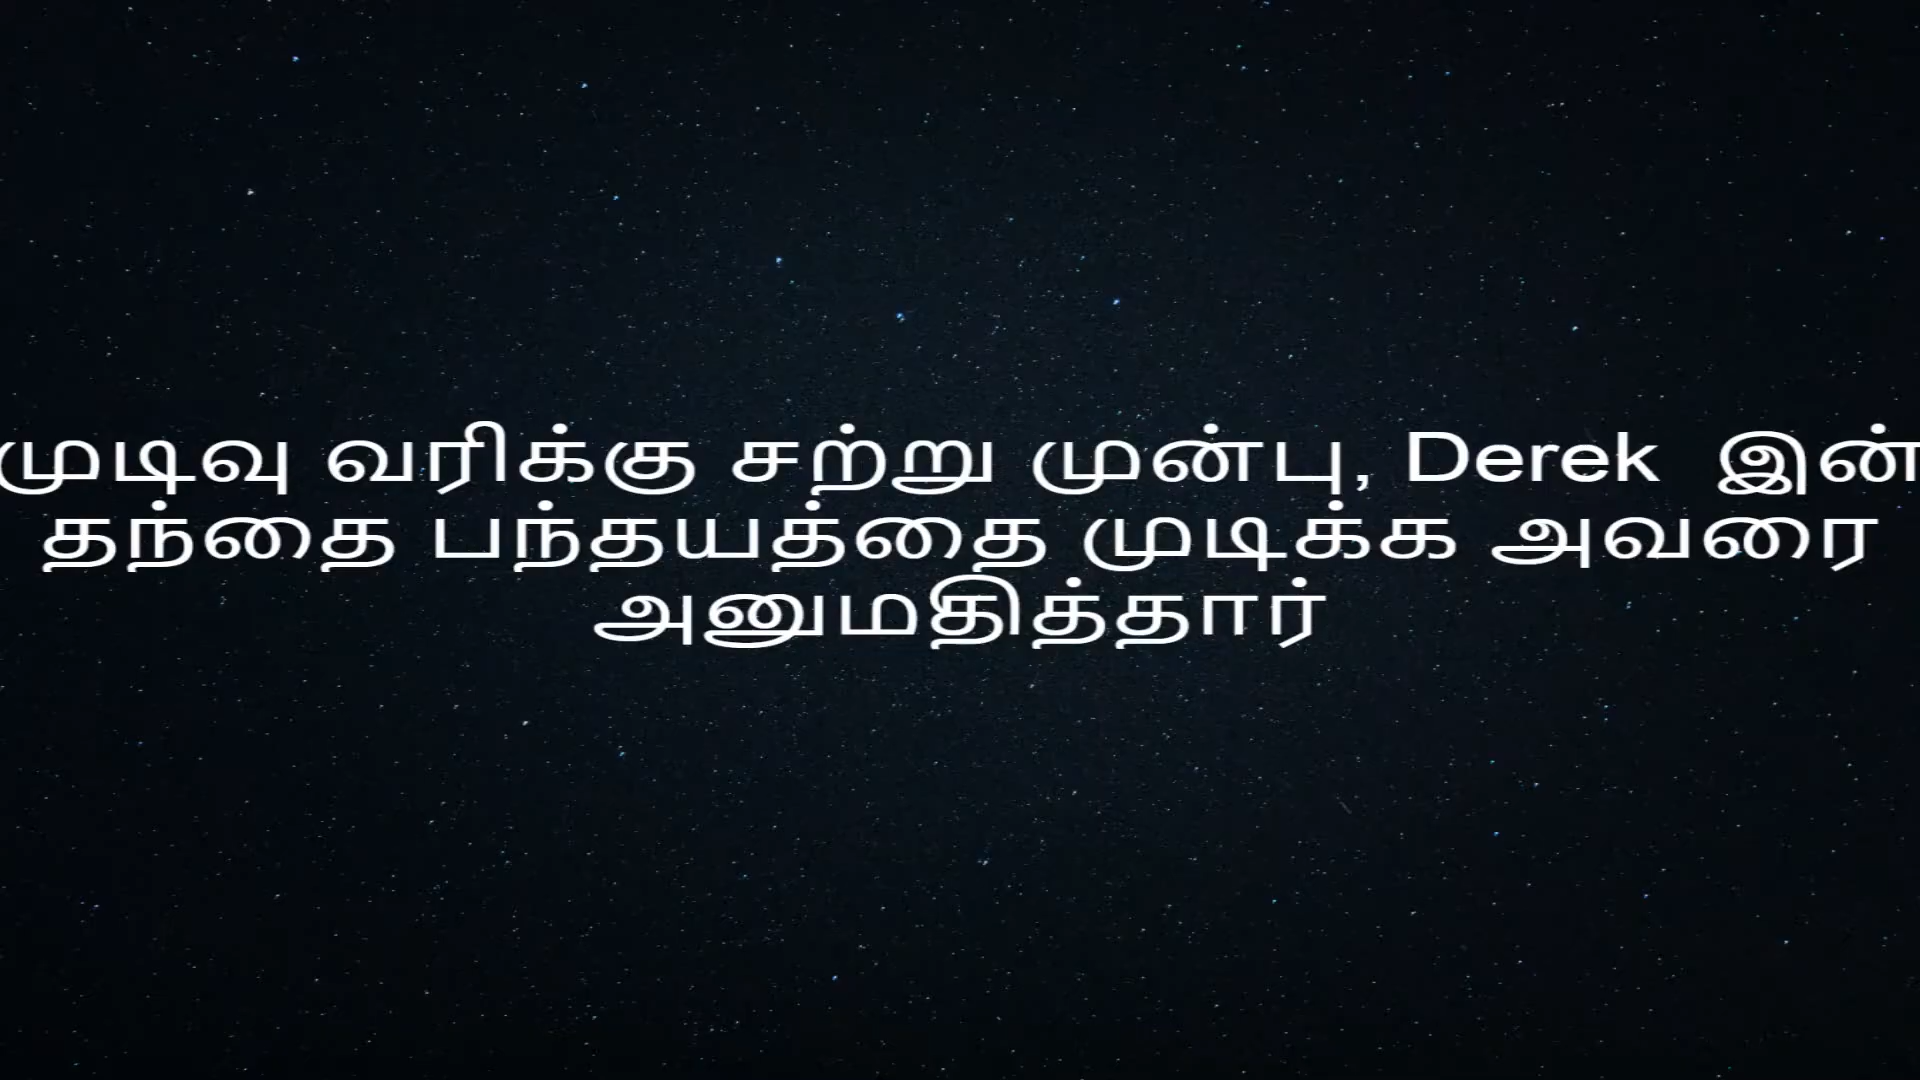 முடிவு வரிக்கு சற்று முன்பு, Derek இன்
தந்தை பந்தயத்தை முடிக்க அவரை
அனுமதித்தார்